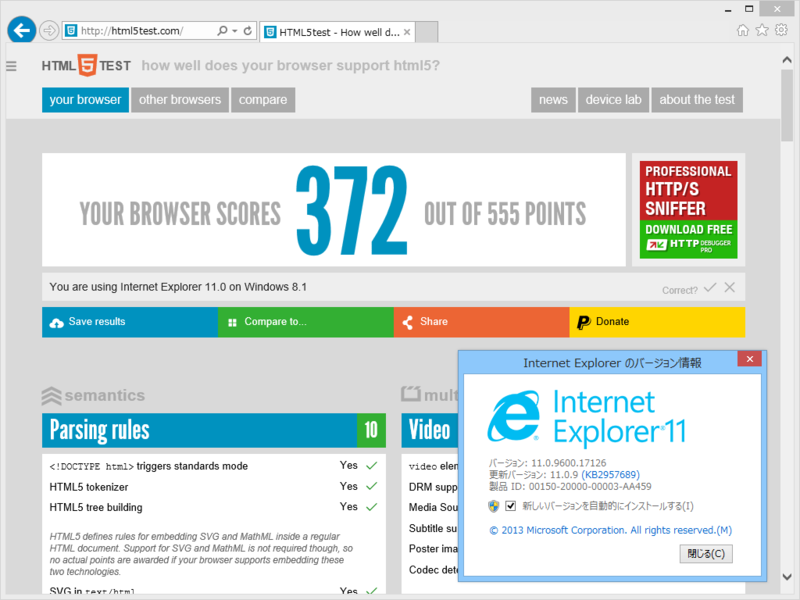 http://html5test.com/
HTML5test - How well d...
HTML 5 TEST how well does your browser support html5?
your browser other browsers compare news device lab about the test
YOUR BROWSER SCORES 372 OUT OF 555 POINTS
PROFESSIONAL
HTTP/S
SNIFFER
DOWNLOAD FREE
HTTP DEBUGGER PRO
You are using Internet Explorer 11.0 on Windows 8.1
Correct?
Save results Compare to... Share Donate
semantics
Parsing rules 10
<!DOCTYPE html> triggers standards mode Yes
HTML5 tokenizer Yes
HTML5 tree building Yes
HTML5 defines rules for embedding SVG and MathML inside a regular
HTML document. Support for SVG and MathML is not required though, so
no actual points are awarded if your browser supports embedding these
two technologies.
SVG in text/html Yes
mult
Video
video elen
DRM supp
Media Sou
Subtitle su
Poster ima
Codec dete
Internet Explorer のバージョン情報
Internet
Explorer 11
バージョン: 11.0.9600.17126
更新バージョン: 11.0.9 (KB2957689)
製品 ID: 00150-20000-00003-AA459
新しいバージョンを自動的にインストールする(I)
© 2013 Microsoft Corporation. All rights reserved.(M)
閉じる(C)